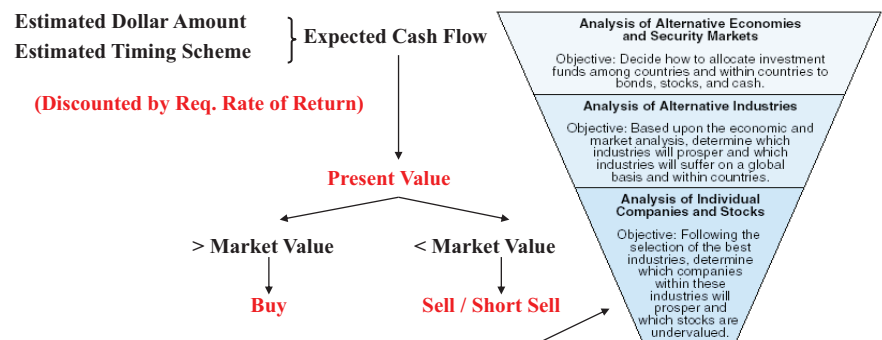 Estimated Dollar Amount
Estimated Timing Scheme
Expected Cash Flow
(Discounted by Req. Rate of Return)
Present Value
> Market Value
< Market Value
Buy
Sell / Short Sell
Analysis of Alternative Economies
and Security Markets
Objective: Decide how to allocate investment
funds among countries and within countries to
bonds, stocks, and cash.
Analysis of Alternative Industries
Objective: Based upon the economic and
market analysis, determine which
industries will prosper and which
industries will suffer on a global
basis and within countries.
Analysis of Individual
Companies and Stocks
Objective: Following the
selection of the best
industries, determine
which companies
within these
industries will
prosper and
which stocks are
undervalued.